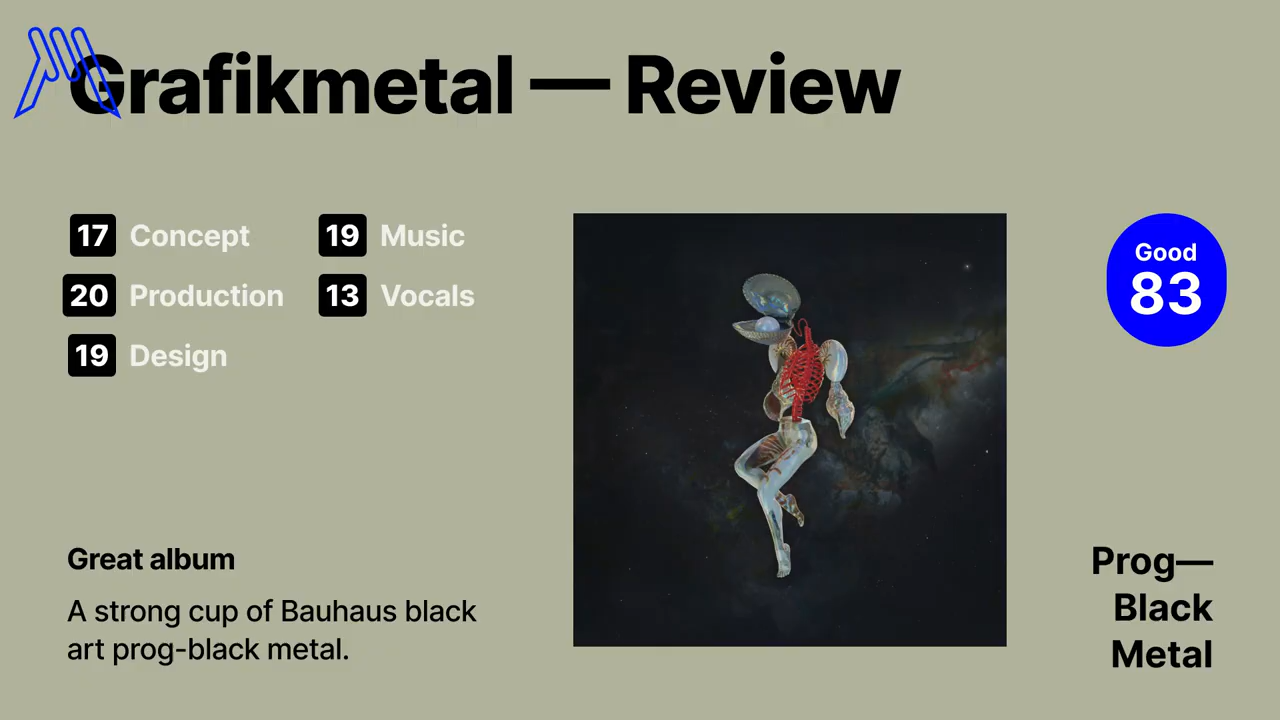 Grafikmetal — Review
17 Concept
19 Music
20 Production
13 Vocals
19 Design
Good
83
Great album
A strong cup of Bauhaus black
art prog-black metal.
Prog—
Black
Metal